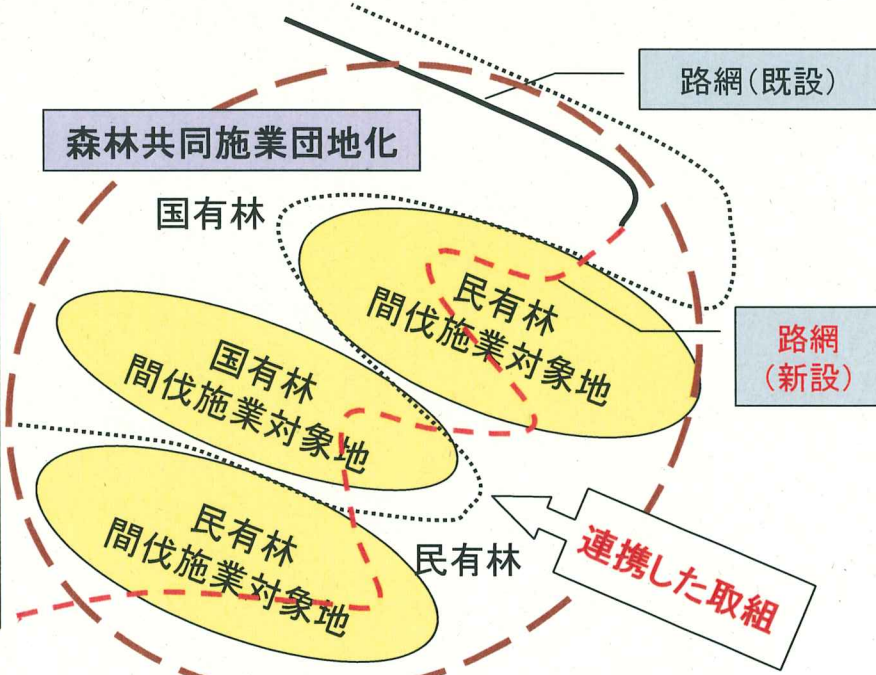 路網(既設)
森林共同施業団地化
国有林
民有林
間伐施業対象地
国有林
間伐施業対象地
路網
(新設)
民有林
間伐施業対象地
民有林
連携した取組